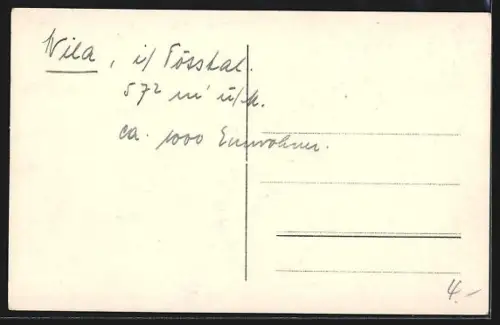 Wila, i/ Tösstal.
572 m ü/M.
ca. 1000 Einwohner.
4.-